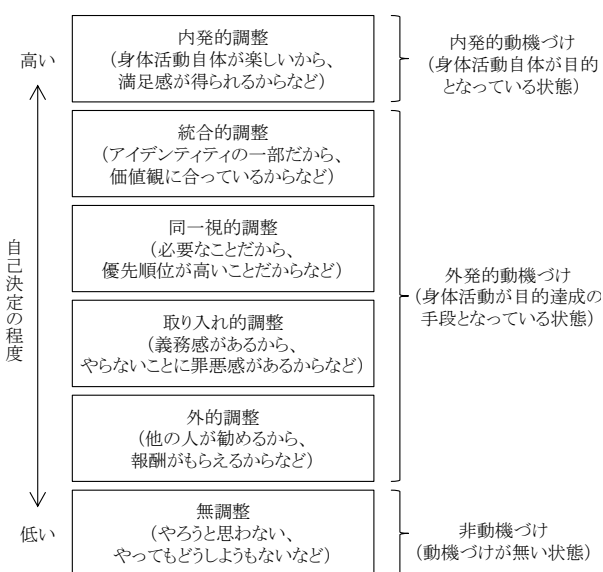 高い
内発的調整
(身体活動自体が楽しいから、
満足感が得られるからなど)
内発的動機づけ
(身体活動自体が目的
となっている状態)
統合的調整
(アイデンティティの一部だから、
価値観に合っているからなど)
同一視的調整
(必要なことだから、
優先順位が高いことだからなど)
自己決定の程度
取り入れ的調整
(義務感があるから、
やらないことに罪悪感があるからなど)
外的調整
(他の人が勧めるから、
報酬がもらえるからなど)
外発的動機づけ
(身体活動が目的達成の
手段となっている状態)
低い
無調整
(やろうと思わない、
やってもどうしようもないなど)
非動機づけ
(動機づけが無い状態)